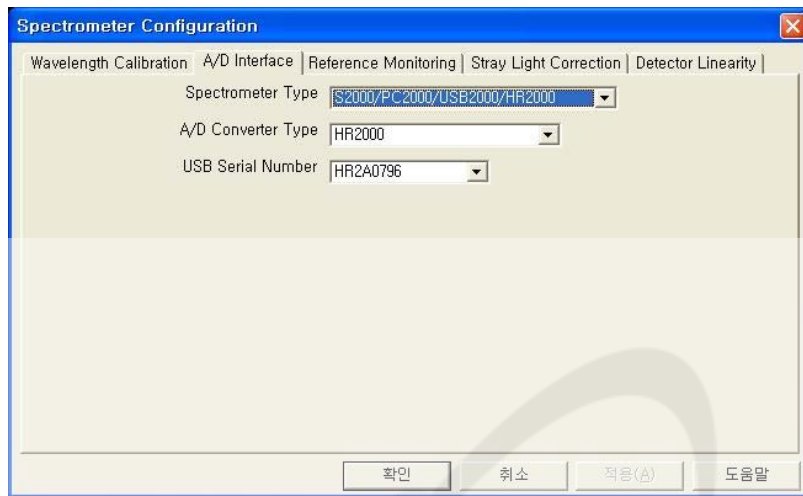 Spectrometer Configuration
Wavelength Calibration A/D Interface Reference Monitoring Stray Light Correction Detector Linearity
Spectrometer Type S2000/PC2000/USB2000/HR2000
A/D Converter Type HR2000
USB Serial Number HR2A0796
확인 취소 적용(A) 도움말